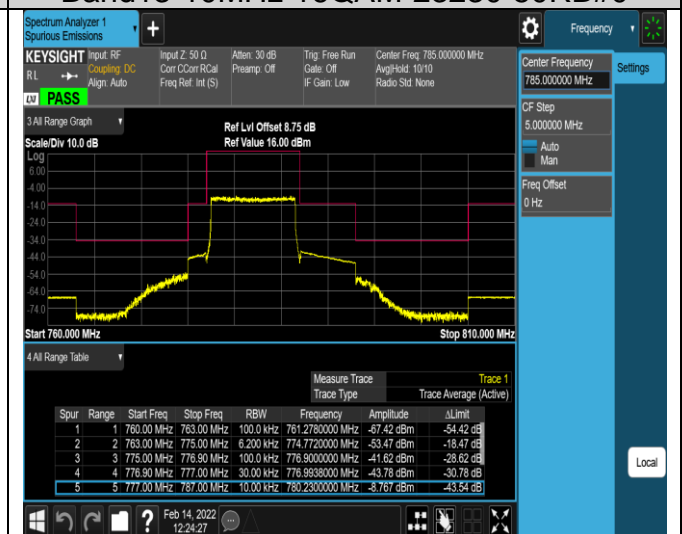 Spectrum Analyzer 1
Spurious Emissions
+
Frequency
KEYSIGHT Input: RF Input Z: 50 Ω Atten: 30 dB Trig: Free Run Center Freq: 785.000000 MHz
RL Coupling: DC Corr CCorr RCal Preamp: Off Gate: Off Avg|Hold: 10/10
Align: Auto Freq Ref: Int (S) IF Gain: Low Radio Std: None
LXI PASS
Center Frequency
785.000000 MHz
Settings
CF Step
5.000000 MHz
Auto
Man
Freq Offset
0 Hz
3 All Range Graph
Ref Lvl Offset 8.75 dB
Scale/Div 10.0 dB Ref Value 16.00 dBm
Log
6.00
-4.00
-14.0
-24.0
-34.0
-44.0
-54.0
-64.0
-74.0
Start 760.000 MHz Stop 810.000 MHz
4 All Range Table
Measure Trace Trace 1
Trace Type Trace Average (Active)
Spur Range Start Freq Stop Freq RBW Frequency Amplitude ΔLimit
1 1 760.00 MHz 763.00 MHz 100.0 kHz 761.2780000 MHz -67.42 dBm -54.42 dB
2 2 763.00 MHz 775.00 MHz 6.200 kHz 774.7720000 MHz -53.47 dBm -18.47 dB
3 3 775.00 MHz 776.90 MHz 100.0 kHz 776.9000000 MHz -41.62 dBm -28.62 dB
4 4 776.90 MHz 777.00 MHz 30.00 kHz 776.9938000 MHz -43.78 dBm -30.78 dB
5 5 777.00 MHz 787.00 MHz 10.00 kHz 780.2300000 MHz -8.767 dBm -43.54 dB
Local
? Feb 14, 2022
12:24:27